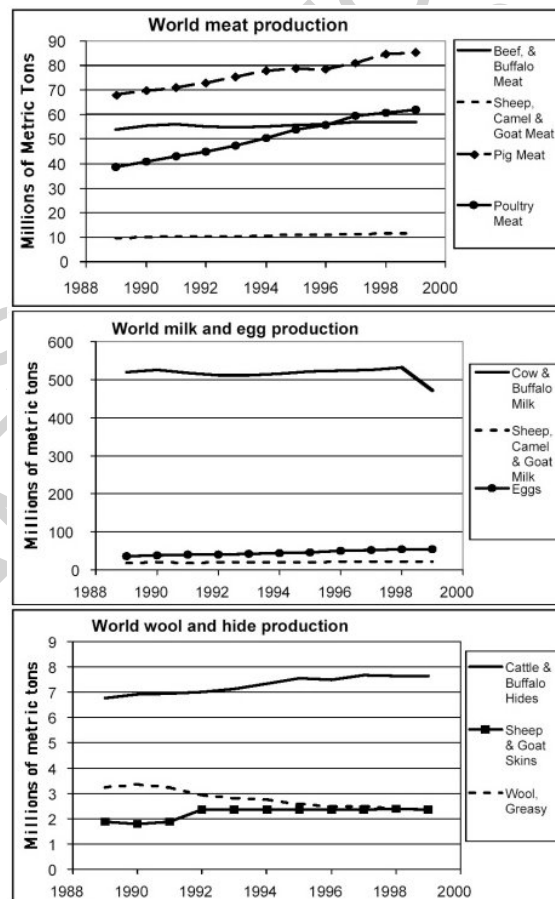 World meat production
Millions of Metric Tons
90
80
70
60
50
40
30
20
10
0
1988 1990 1992 1994 1996 1998 2000
Beef, &
Buffalo
Meat
Sheep,
Camel &
Goat Meat
Pig Meat
Poultry
Meat
World milk and egg production
Millions of metric tons
600
500
400
300
200
100
0
1988 1990 1992 1994 1996 1998 2000
Cow &
Buffalo
Milk
Sheep,
Camel
& Goat
Milk
Eggs
World wool and hide production
Millions of metric tons
9
8
7
6
5
4
3
2
1
0
1988 1990 1992 1994 1996 1998 2000
Cattle &
Buffalo
Hides
Sheep
& Goat
Skins
Wool,
Greasy